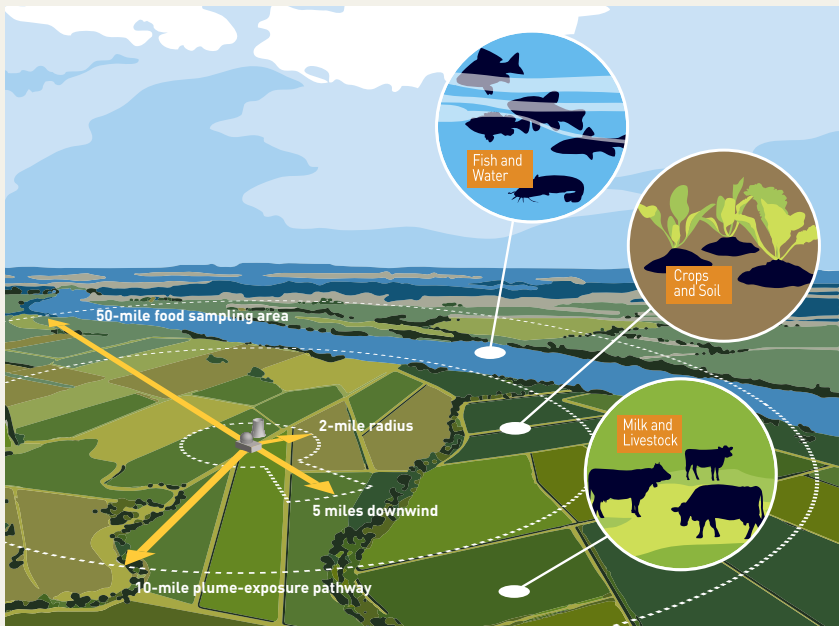 Fish and
Water
Crops
and Soil
50-mile food sampling area
2-mile radius
Milk and
Livestock
5 miles downwind
10-mile plume-exposure pathway